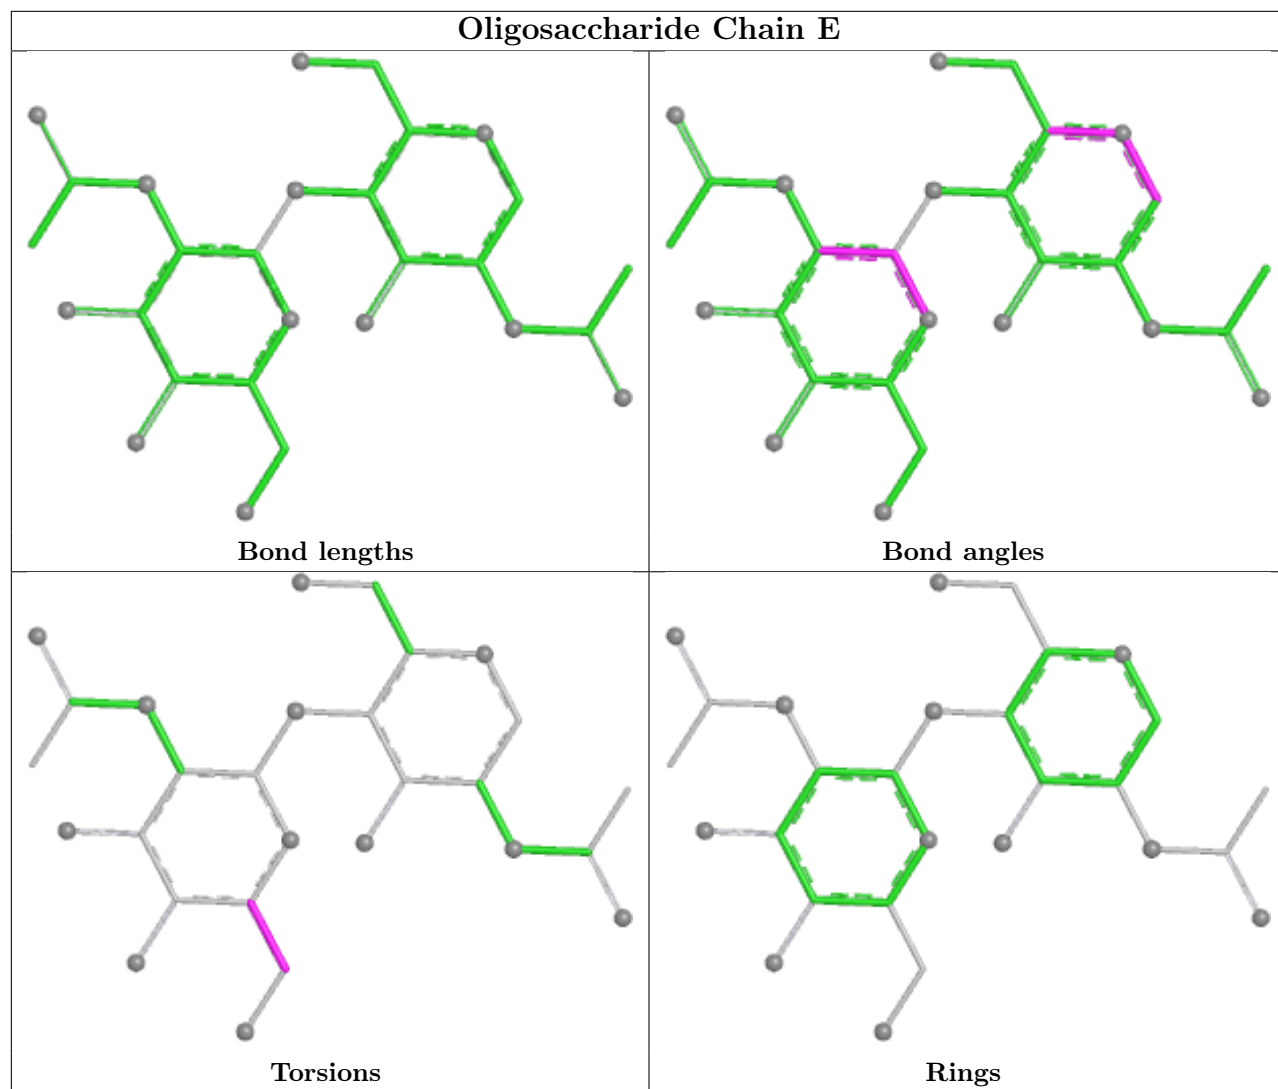 Oligosaccharide Chain E
Bond lengths
Bond angles
Torsions
Rings